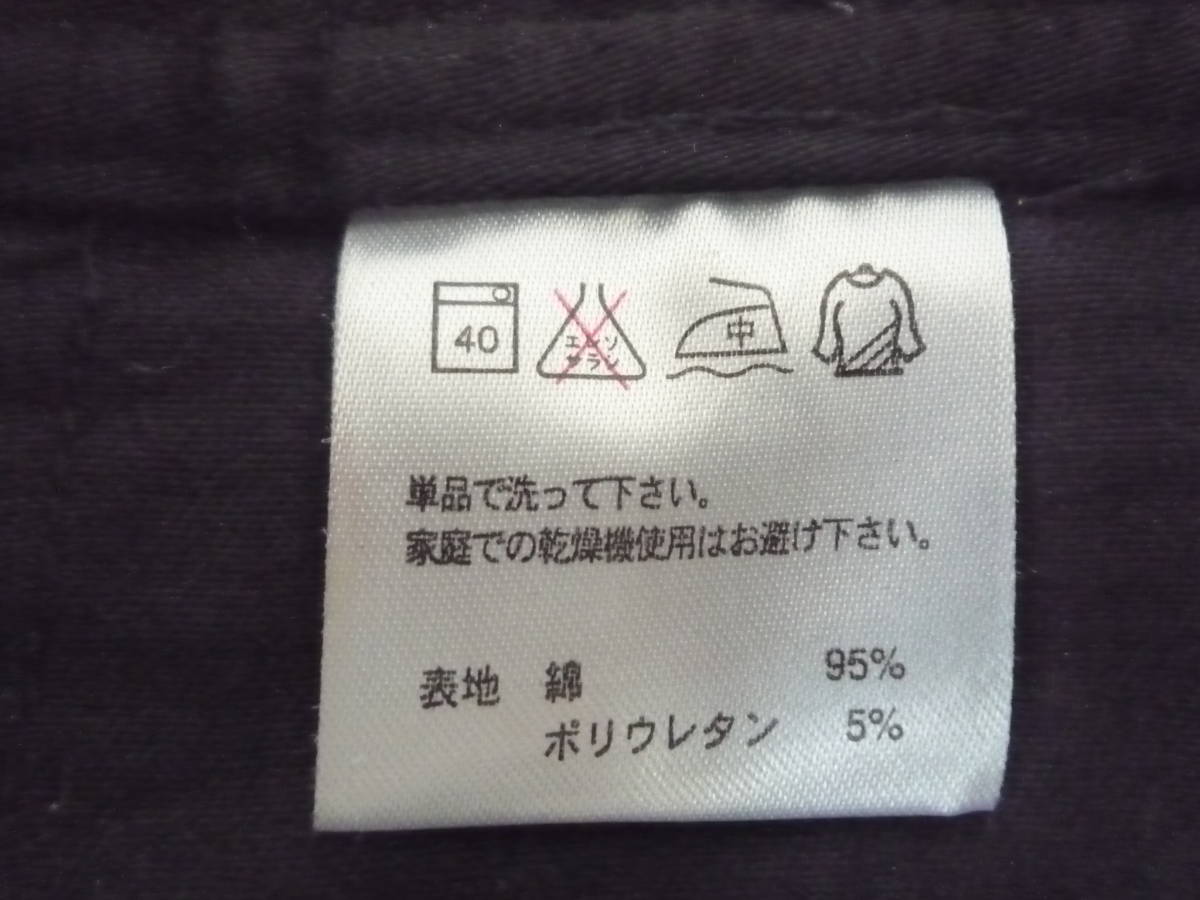 40 エンソ 中
サラシ
単品で洗って下さい。
家庭での乾燥機使用はお避け下さい。
表地 綿 95%
ポリウレタン 5%